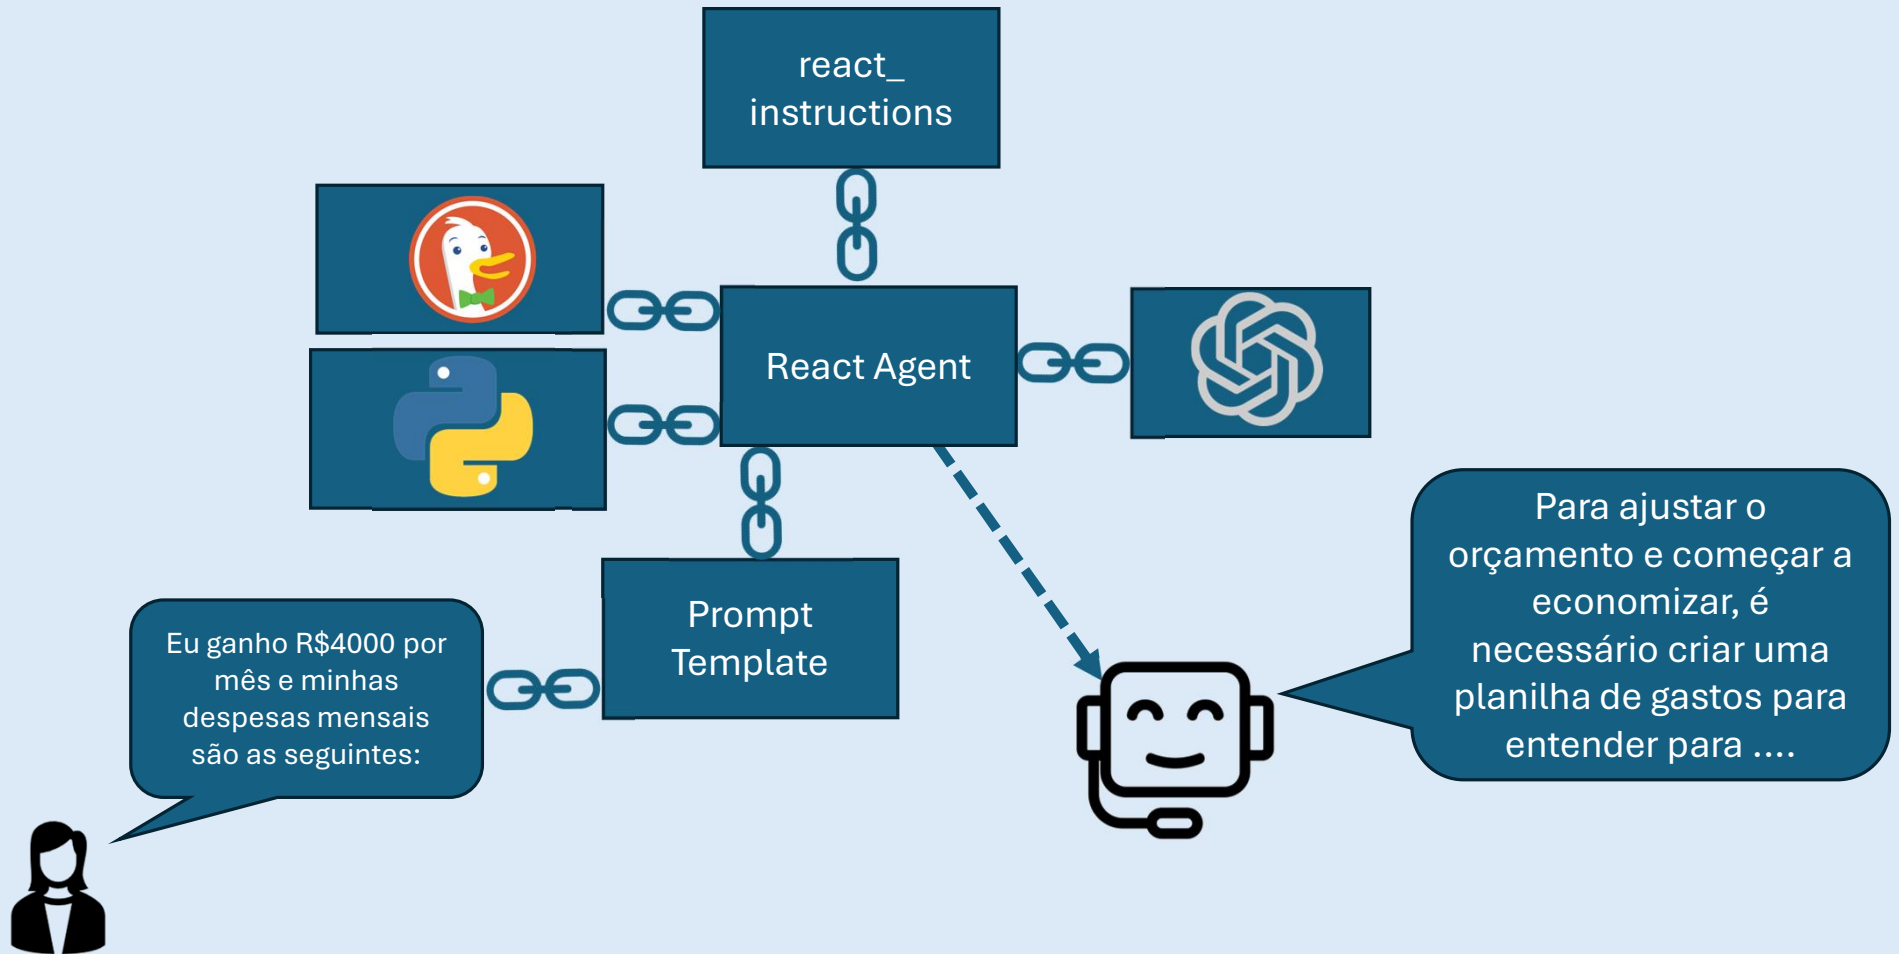 react_
instructions
React Agent
Prompt
Template
Eu ganho R$4000 por
mês e minhas
despesas mensais
são as seguintes:
Para ajustar o
orçamento e começar a
economizar, é
necessário criar uma
planilha de gastos para
entender para ....